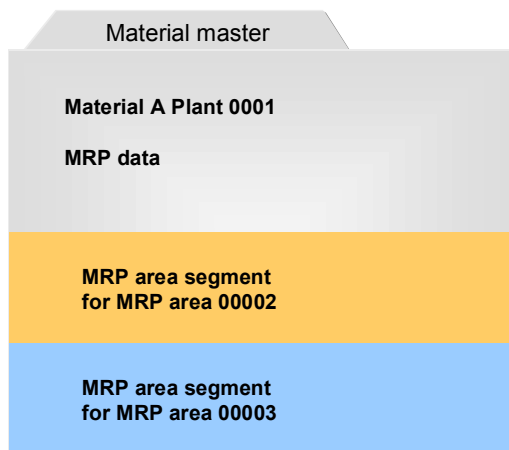 Material master
Material A Plant 0001
MRP data
MRP area segment
for MRP area 00002
MRP area segment
for MRP area 00003